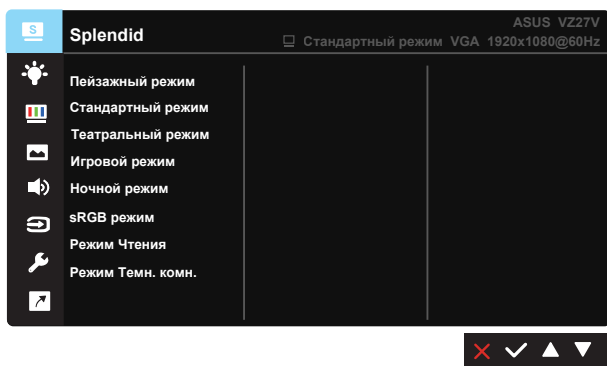 S
Splendid
ASUS VZ27V
Стандартный режим VGA 1920x1080@60Hz
Пейзажный режим
Стандартный режим
Театральный режим
Игровой режим
Ночной режим
sRGB режим
Режим Чтения
Режим Темн. комн.